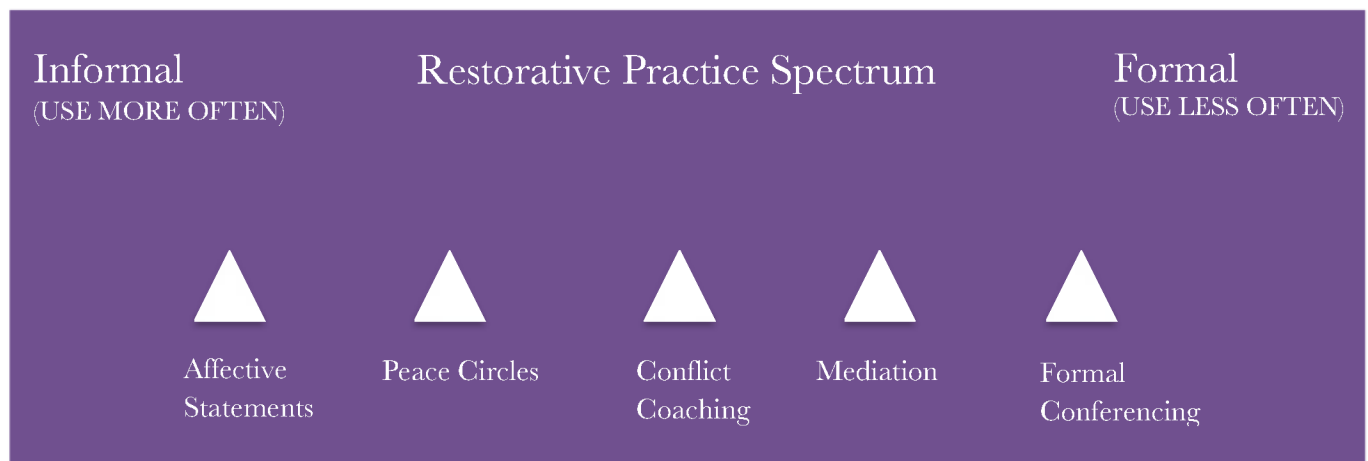 Informal
(USE MORE OFTEN)
Restorative Practice Spectrum
Formal
(USE LESS OFTEN)
Affective
Statements
Peace Circles
Conflict
Coaching
Mediation
Formal
Conferencing